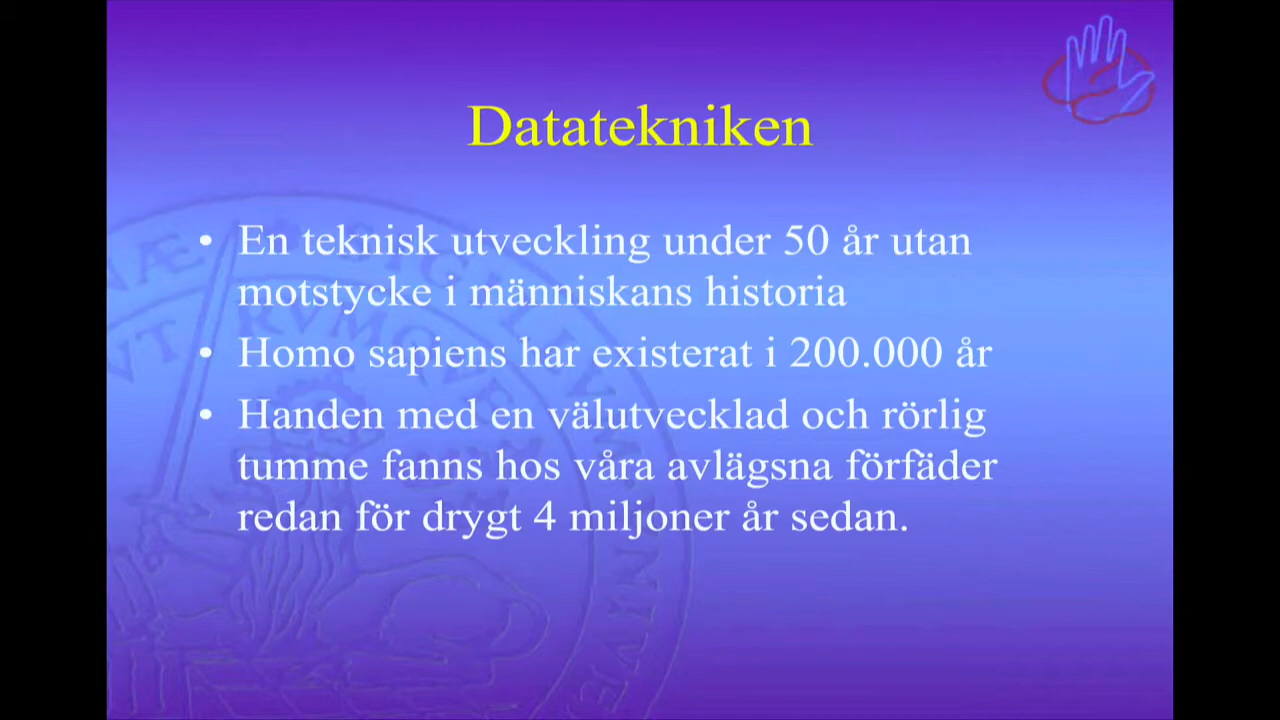 Datatekniken
• En teknisk utveckling under 50 år utan
motstycke i människans historia
• Homo sapiens har existerat i 200.000 år
• Handen med en välutvecklad och rörlig
tumme fanns hos våra avlägsna förfäder
redan för drygt 4 miljoner år sedan.